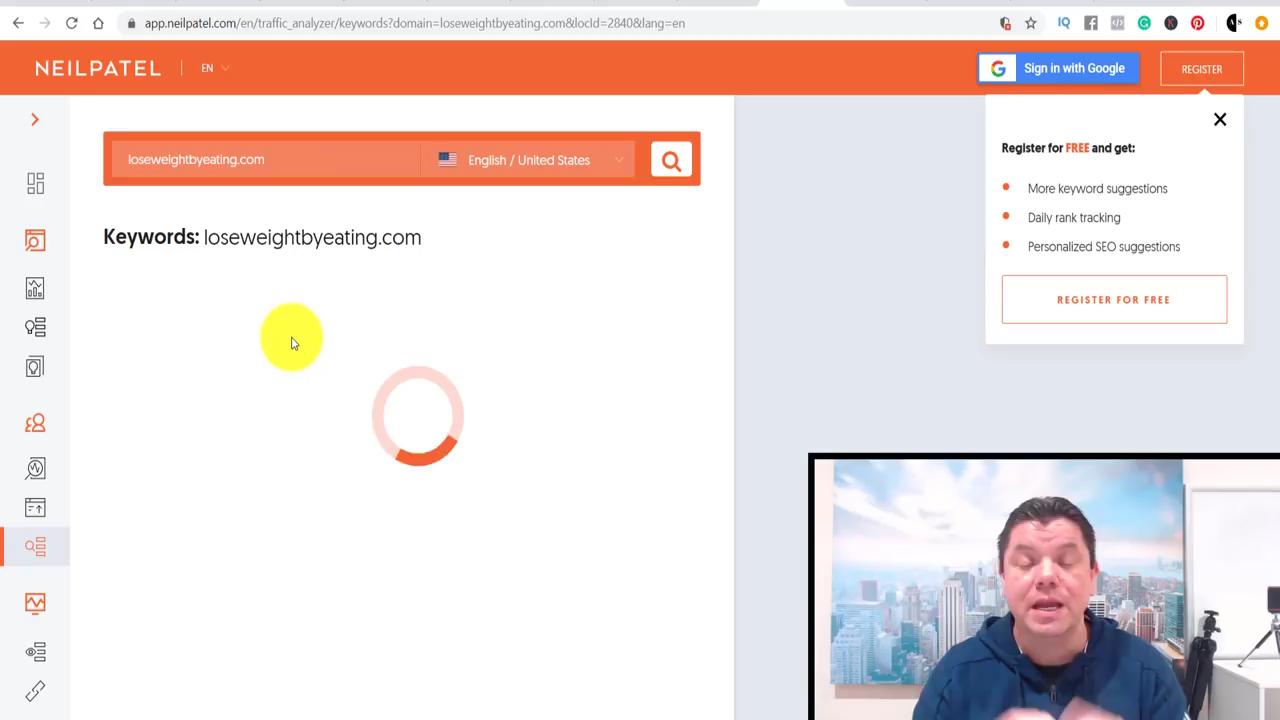 app.neilpatel.com/en/traffic_analyzer/keywords?domain=loseweightbyeating.com&locId=2840&lang=en
NEILPATEL
EN
Sign in with Google
REGISTER
loseweightbyeating.com
English / United States
Register for FREE and get:
More keyword suggestions
Daily rank tracking
Personalized SEO suggestions
REGISTER FOR FREE
Keywords: loseweightbyeating.com